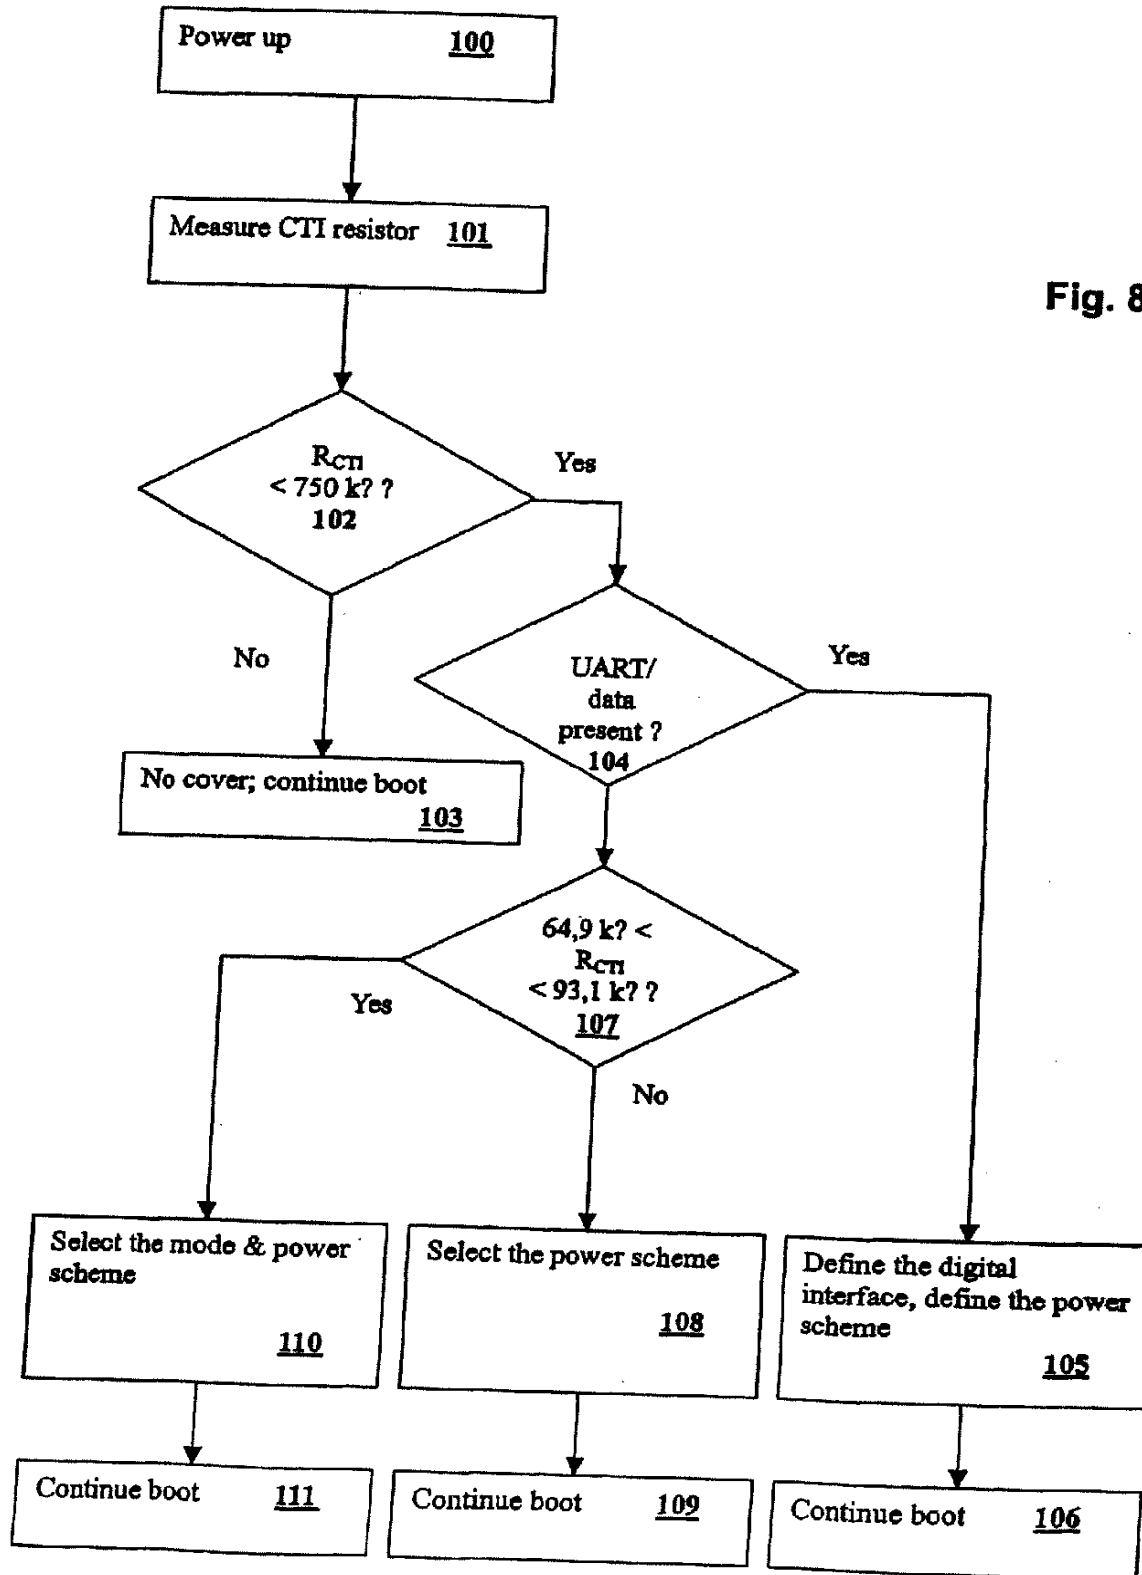 Power up 100
Measure CTI resistor 101
Fig. 8
RCTI
< 750 k? ?
102
Yes
No
UART/
data
present ?
104
Yes
No cover; continue boot
103
64,9 k? <
RCTI
< 93,1 k? ?
107
Yes
No
Select the mode & power
scheme
110
Select the power scheme
108
Define the digital
interface, define the power
scheme
105
Continue boot 111
Continue boot 109
Continue boot 106